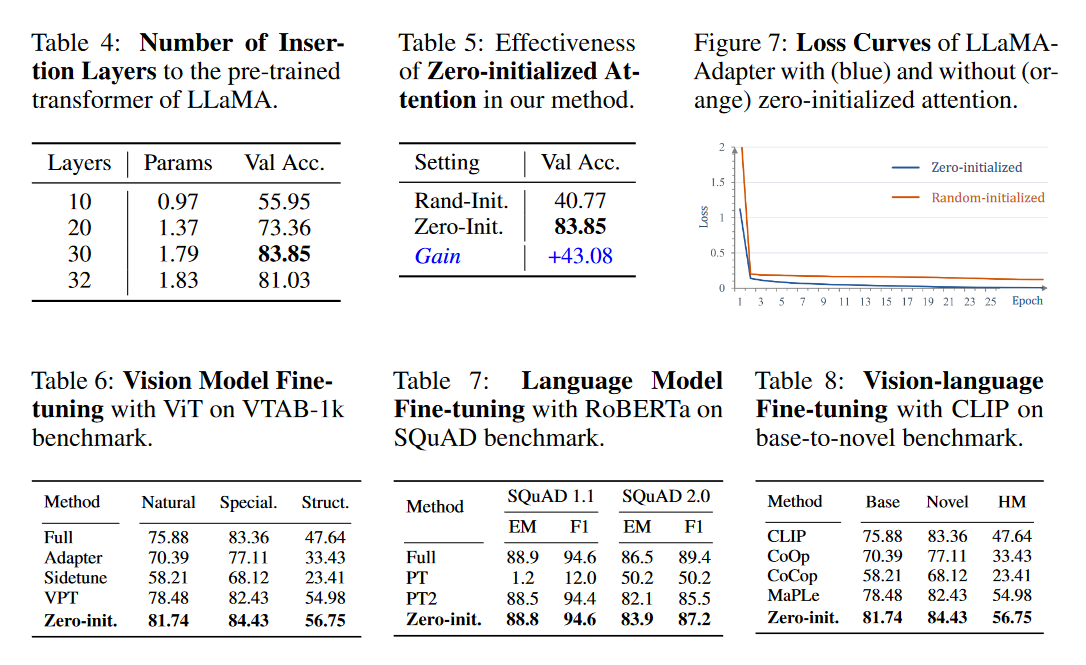 Table 4: Number of Inser-
tion Layers to the pre-trained
transformer of LLaMA.
Layers Params Val Acc.
10 0.97 55.95
20 1.37 73.36
30 1.79 83.85
32 1.83 81.03
Table 5: Effectiveness
of Zero-initialized At-
tention in our method.
Setting Val Acc.
Rand-Init. 40.77
Zero-Init. 83.85
Gain +43.08
Figure 7: Loss Curves of LLaMA-
Adapter with (blue) and without (or-
ange) zero-initialized attention.
2
1.5
1
0.5
0
Loss
Zero-initialized
Random-initialized
1 3 5 7 9 11 13 15 17 19 21 23 25 Epoch
Table 6: Vision Model Fine-
tuning with ViT on VTAB-1k
benchmark.
Method Natural Special. Struct.
Full 75.88 83.36 47.64
Adapter 70.39 77.11 33.43
Sidetune 58.21 68.12 23.41
VPT 78.48 82.43 54.98
Zero-init. 81.74 84.43 56.75
Table 7: Language Model
Fine-tuning with RoBERTa on
SQuAD benchmark.
Method SQuAD 1.1 SQuAD 2.0
EM F1 EM F1
Full 88.9 94.6 86.5 89.4
PT 1.2 12.0 50.2 50.2
PT2 88.5 94.4 82.1 85.5
Zero-init. 88.8 94.6 83.9 87.2
Table 8: Vision-language
Fine-tuning with CLIP on
base-to-novel benchmark.
Method Base Novel HM
CLIP 75.88 83.36 47.64
CoOp 70.39 77.11 33.43
CoCop 58.21 68.12 23.41
MaPLe 78.48 82.43 54.98
Zero-init. 81.74 84.43 56.75